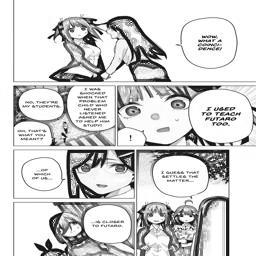 WOW,
WHAT A
COINCI-
DENCE!
I USED
TO TEACH
FUTARO
TOO.
I WAS
SHOCKED
WHEN THAT
PROBLEM
CHILD WHO
NEVER
LISTENED
ASKED ME
TO HELP HIM
STUDY!
NO, THEY'RE
MY STUDENTS.
OH, THAT'S
WHAT YOU
MEANT?
!
I GUESS THAT
SETTLES THE
MATTER...
...OF
WHICH
OF US...
...IS CLOSER
TO FUTARO.